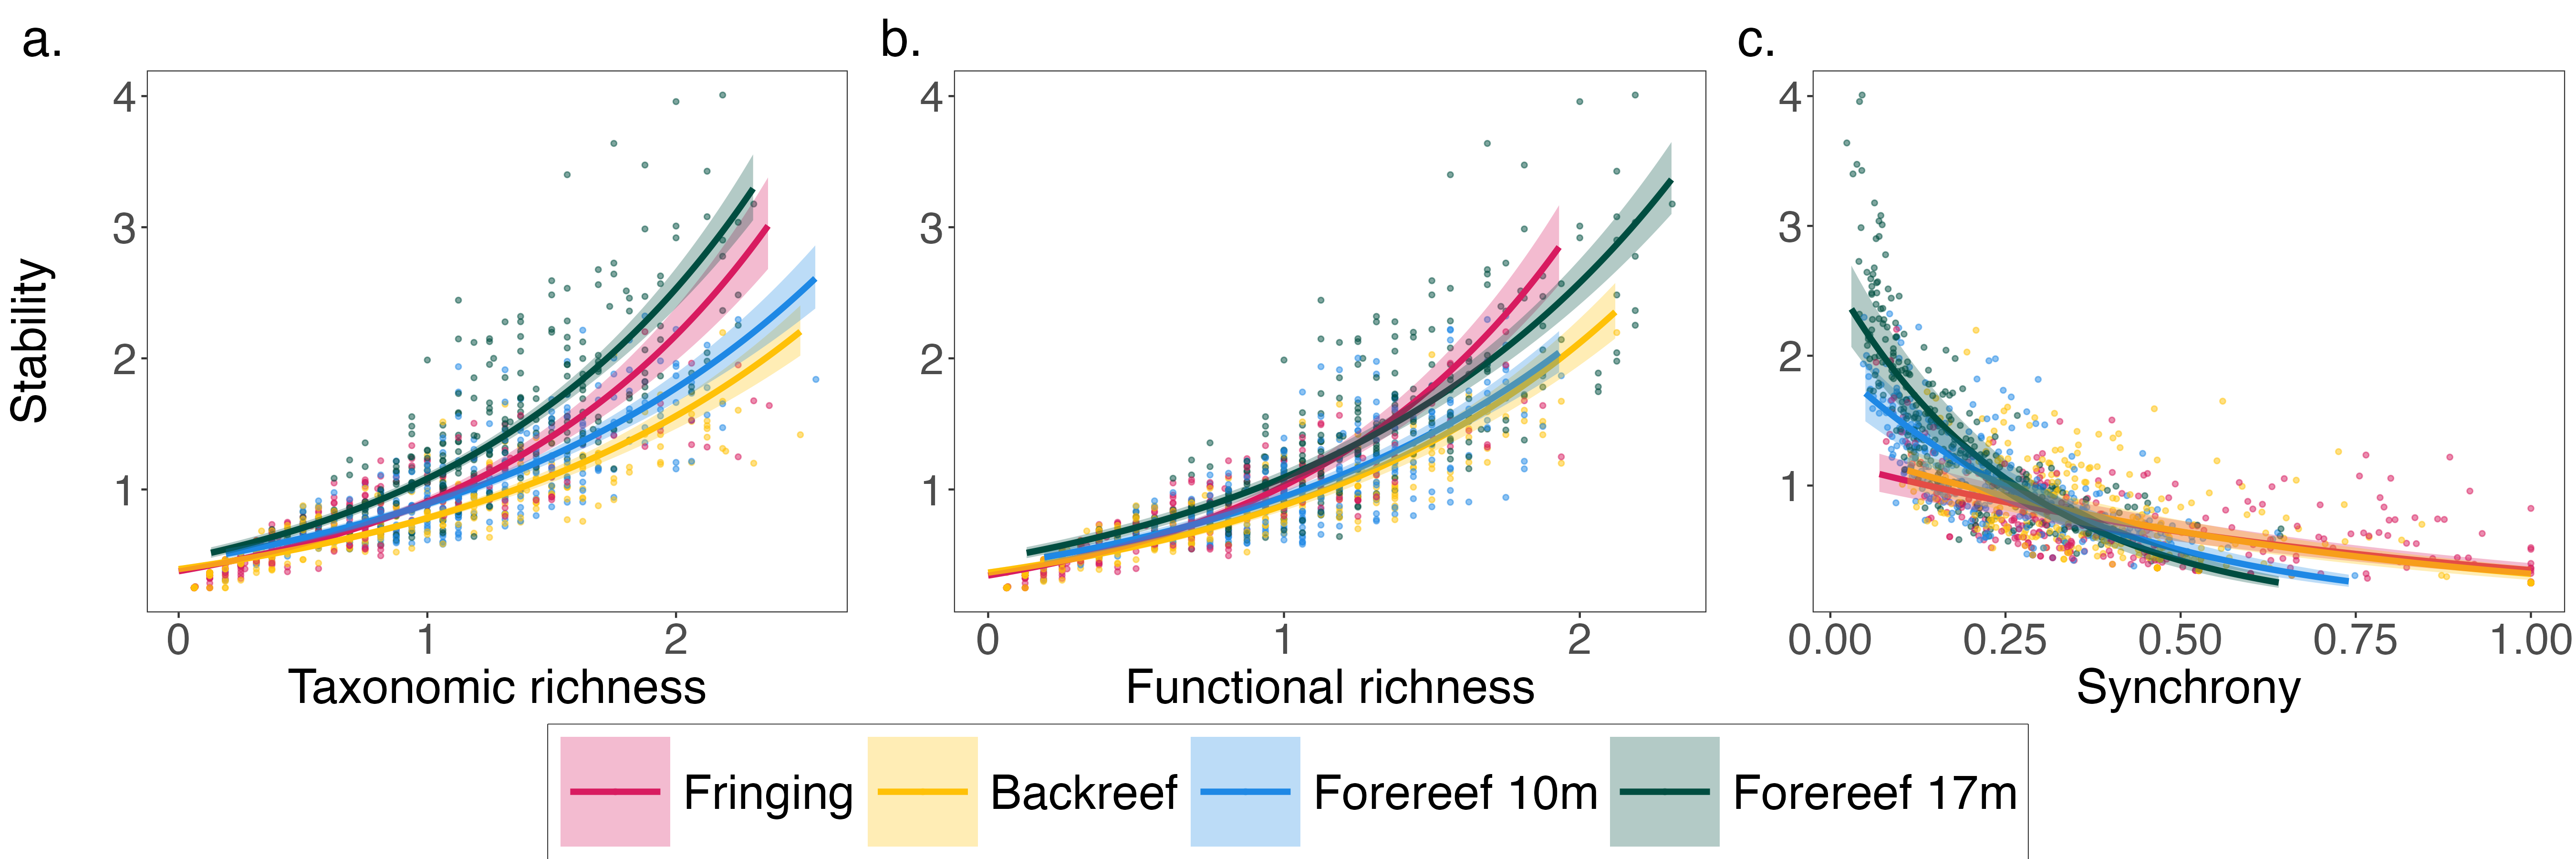 a.
b.
c.
Stability
4
3
2
1
0
1
2
Taxonomic richness
4
3
2
1
0
1
2
Functional richness
4
3
2
1
0.00
0.25
0.50
0.75
1.00
Synchrony
Fringing
Backreef
Forereef 10m
Forereef 17m